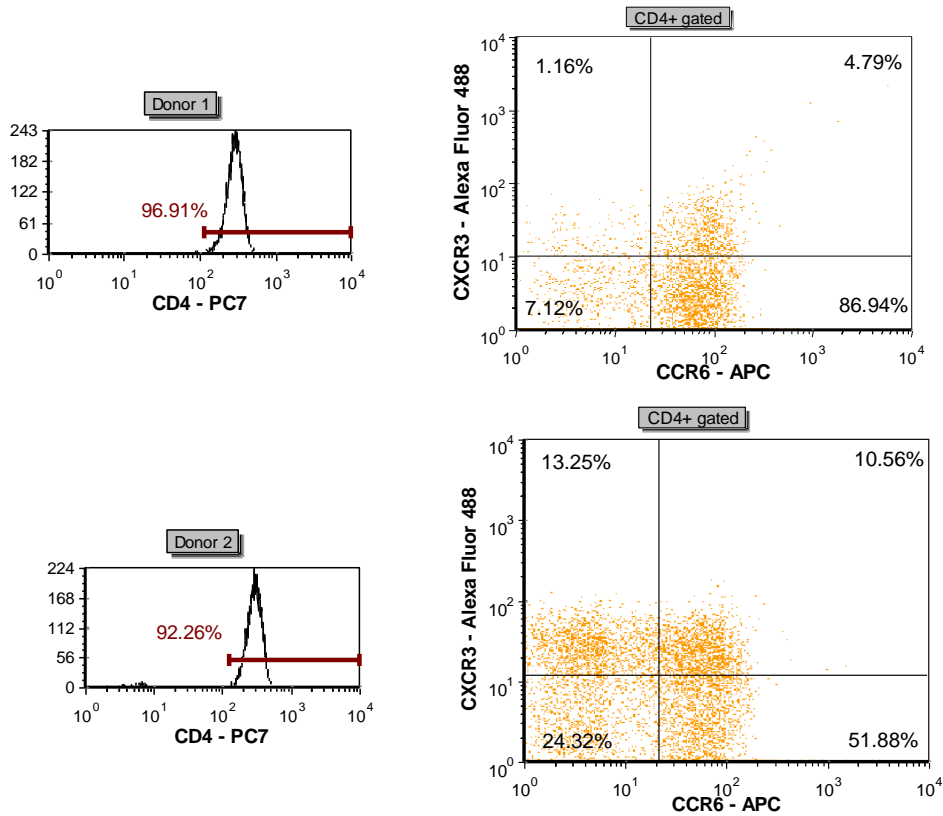 Donor 1
243
182
122
61
0
96.91%
10^0 10^1 10^2 10^3 10^4
CD4 - PC7
CD4+ gated
CXCR3 - Alexa Fluor 488
10^4
10^3
10^2
10^1
10^0
1.16% 4.79%
7.12% 86.94%
10^0 10^1 10^2 10^3 10^4
CCR6 - APC
Donor 2
224
168
112
56
0
92.26%
10^0 10^1 10^2 10^3 10^4
CD4 - PC7
CD4+ gated
CXCR3 - Alexa Fluor 488
10^4
10^3
10^2
10^1
10^0
13.25% 10.56%
24.32% 51.88%
10^0 10^1 10^2 10^3 10^4
CCR6 - APC